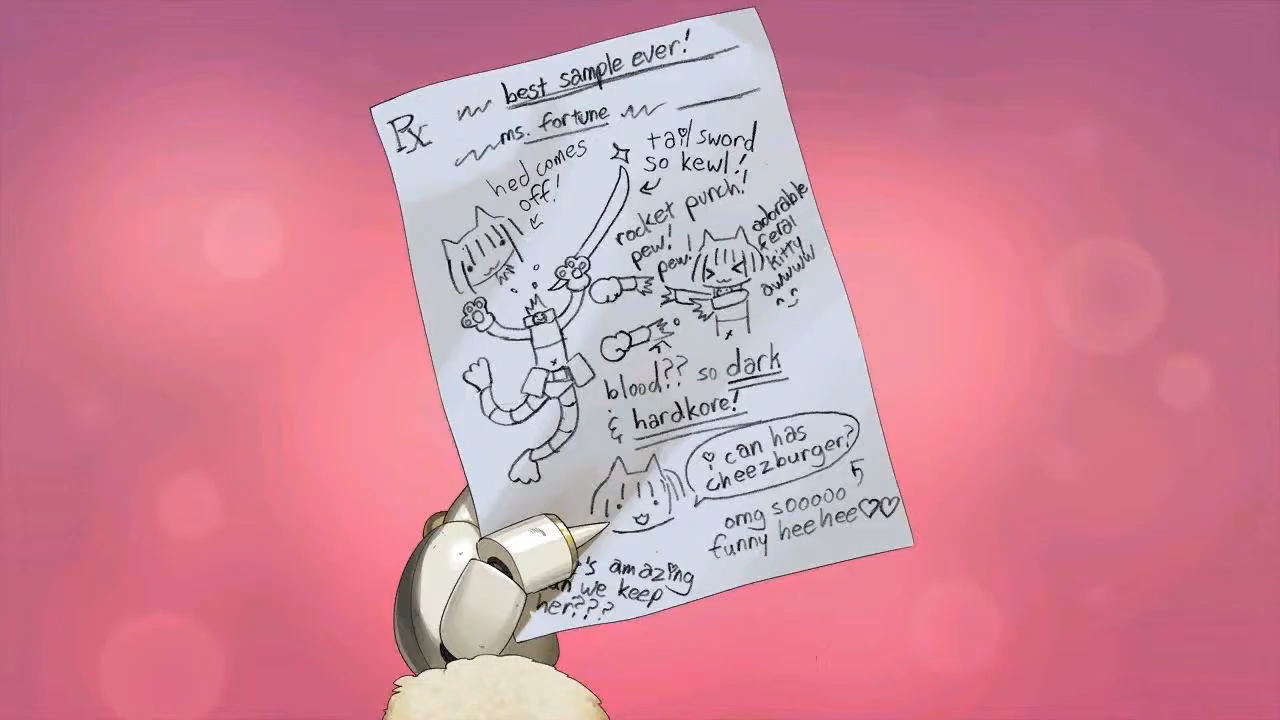 best sample ever!
Rx
ms. fortune
hed comes
off!
tail sword
so kewl!
rocket punch!
pew!
pew!
adorable
feral
kitty
awwww
^_^
blood?? so dark
& hardkore!
i can has
cheezburger?
omg sooooo
funny heehee♡♡
amazing
we keep
her???